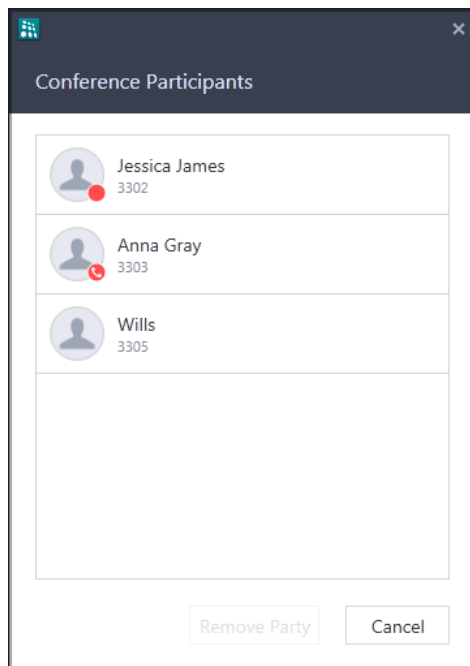 Conference Participants
Jessica James
3302
Anna Gray
3303
Wills
3305
Remove Party
Cancel